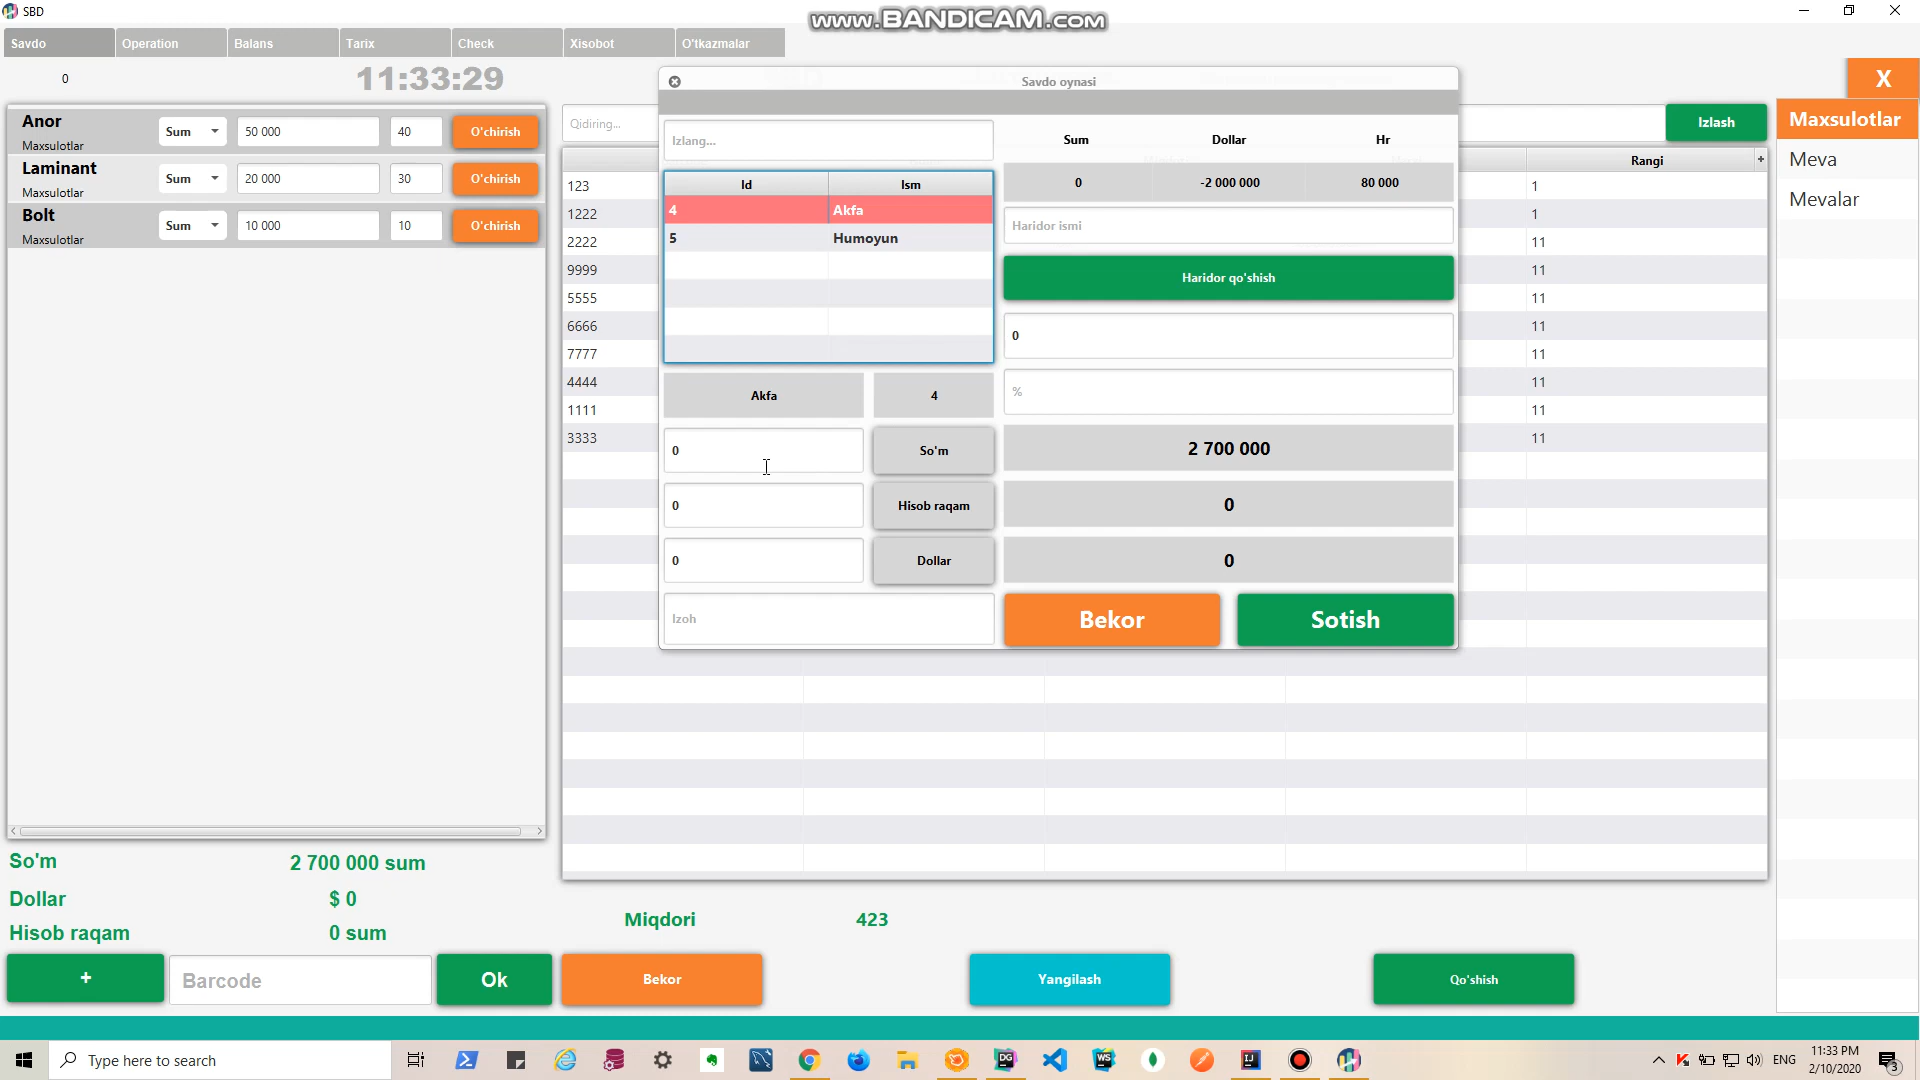 SBD
www.BANDICAM.com
Savdo
Operation
Balans
Tarix
Check
Xisobot
O'tkazmalar
0
11:33:29
Anor
Maxsulotlar
Sum
50 000
40
O'chirish
Laminant
Maxsulotlar
Sum
20 000
30
O'chirish
Bolt
Maxsulotlar
Sum
10 000
10
O'chirish
So'm
2 700 000 sum
Dollar
$ 0
Hisob raqam
0 sum
+
Barcode
Ok
Qidiring...
Izlash
Rangi
+
123
1
1222
1
2222
11
9999
11
5555
11
6666
11
7777
11
4444
11
1111
11
3333
11
Savdo oynasi
Izlang...
Id
Ism
4
Akfa
5
Humoyun
Akfa
4
0
So'm
0
Hisob raqam
0
Dollar
Izoh
Sum
Dollar
Hr
0
-2 000 000
80 000
Haridor ismi
Haridor qo'shish
0
%
2 700 000
0
0
Bekor
Sotish
Miqdori
423
Bekor
Yangilash
Qo'shish
X
Maxsulotlar
Meva
Mevalar
Type here to search
ENG
11:33 PM
2/10/2020
3